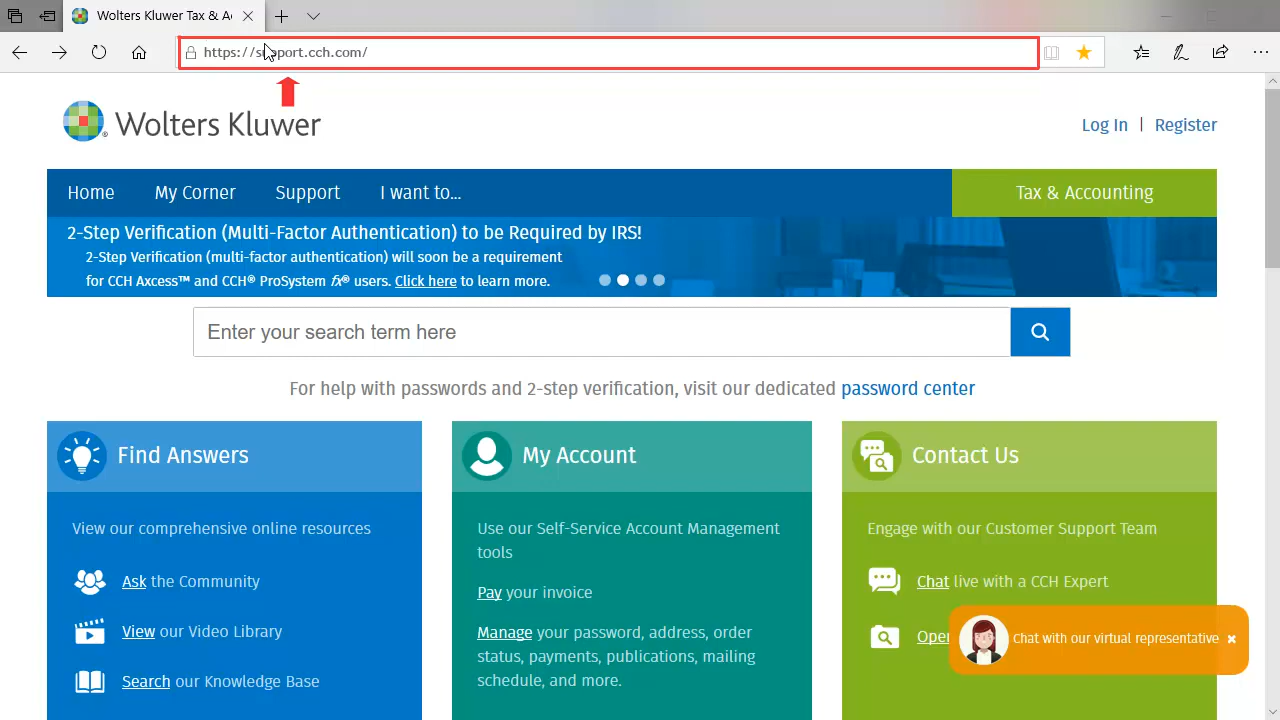 Wolters Kluwer Tax & A
https://support.cch.com/
Wolters Kluwer
Log In | Register
Home My Corner Support I want to... Tax & Accounting
2-Step Verification (Multi-Factor Authentication) to be Required by IRS!
2-Step Verification (multi-factor authentication) will soon be a requirement
for CCH Axcess™ and CCH® ProSystem fx® users. Click here to learn more.
Enter your search term here
For help with passwords and 2-step verification, visit our dedicated password center
Find Answers
View our comprehensive online resources
Ask the Community
View our Video Library
Search our Knowledge Base
My Account
Use our Self-Service Account Management
tools
Pay your invoice
Manage your password, address, order
status, payments, publications, mailing
schedule, and more.
Contact Us
Engage with our Customer Support Team
Chat live with a CCH Expert
Open
Chat with our virtual representative